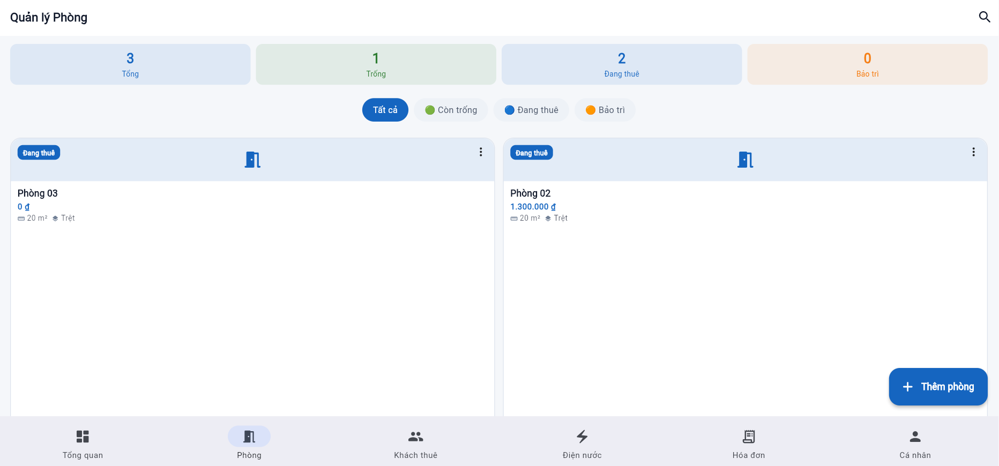 Quản lý Phòng
3
Tổng
1
Trống
2
Đang thuê
0
Bảo trì
Tất cả
Còn trống
Đang thuê
Bảo trì
Đang thuê
Phòng 03
0 ₫
20 m² Trệt
Đang thuê
Phòng 02
1.300.000 ₫
20 m² Trệt
Thêm phòng
Tổng quan
Phòng
Khách thuê
Điện nước
Hóa đơn
Cá nhân